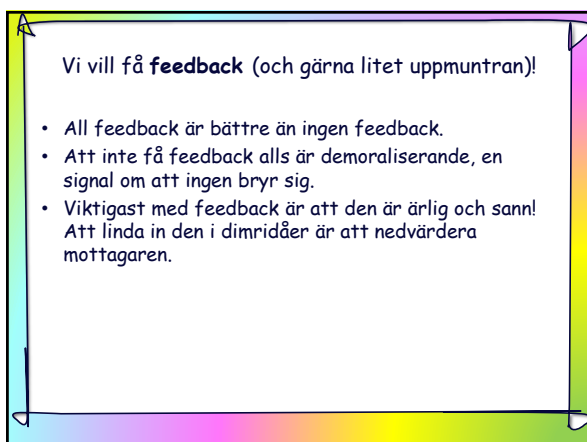 Vi vill få feedback (och gärna litet uppmuntran)!
• All feedback är bättre än ingen feedback.
• Att inte få feedback alls är demoraliserande, en
signal om att ingen bryr sig.
• Viktigast med feedback är att den är ärlig och sann!
Att linda in den i dimridåer är att nedvärdera
mottagaren.